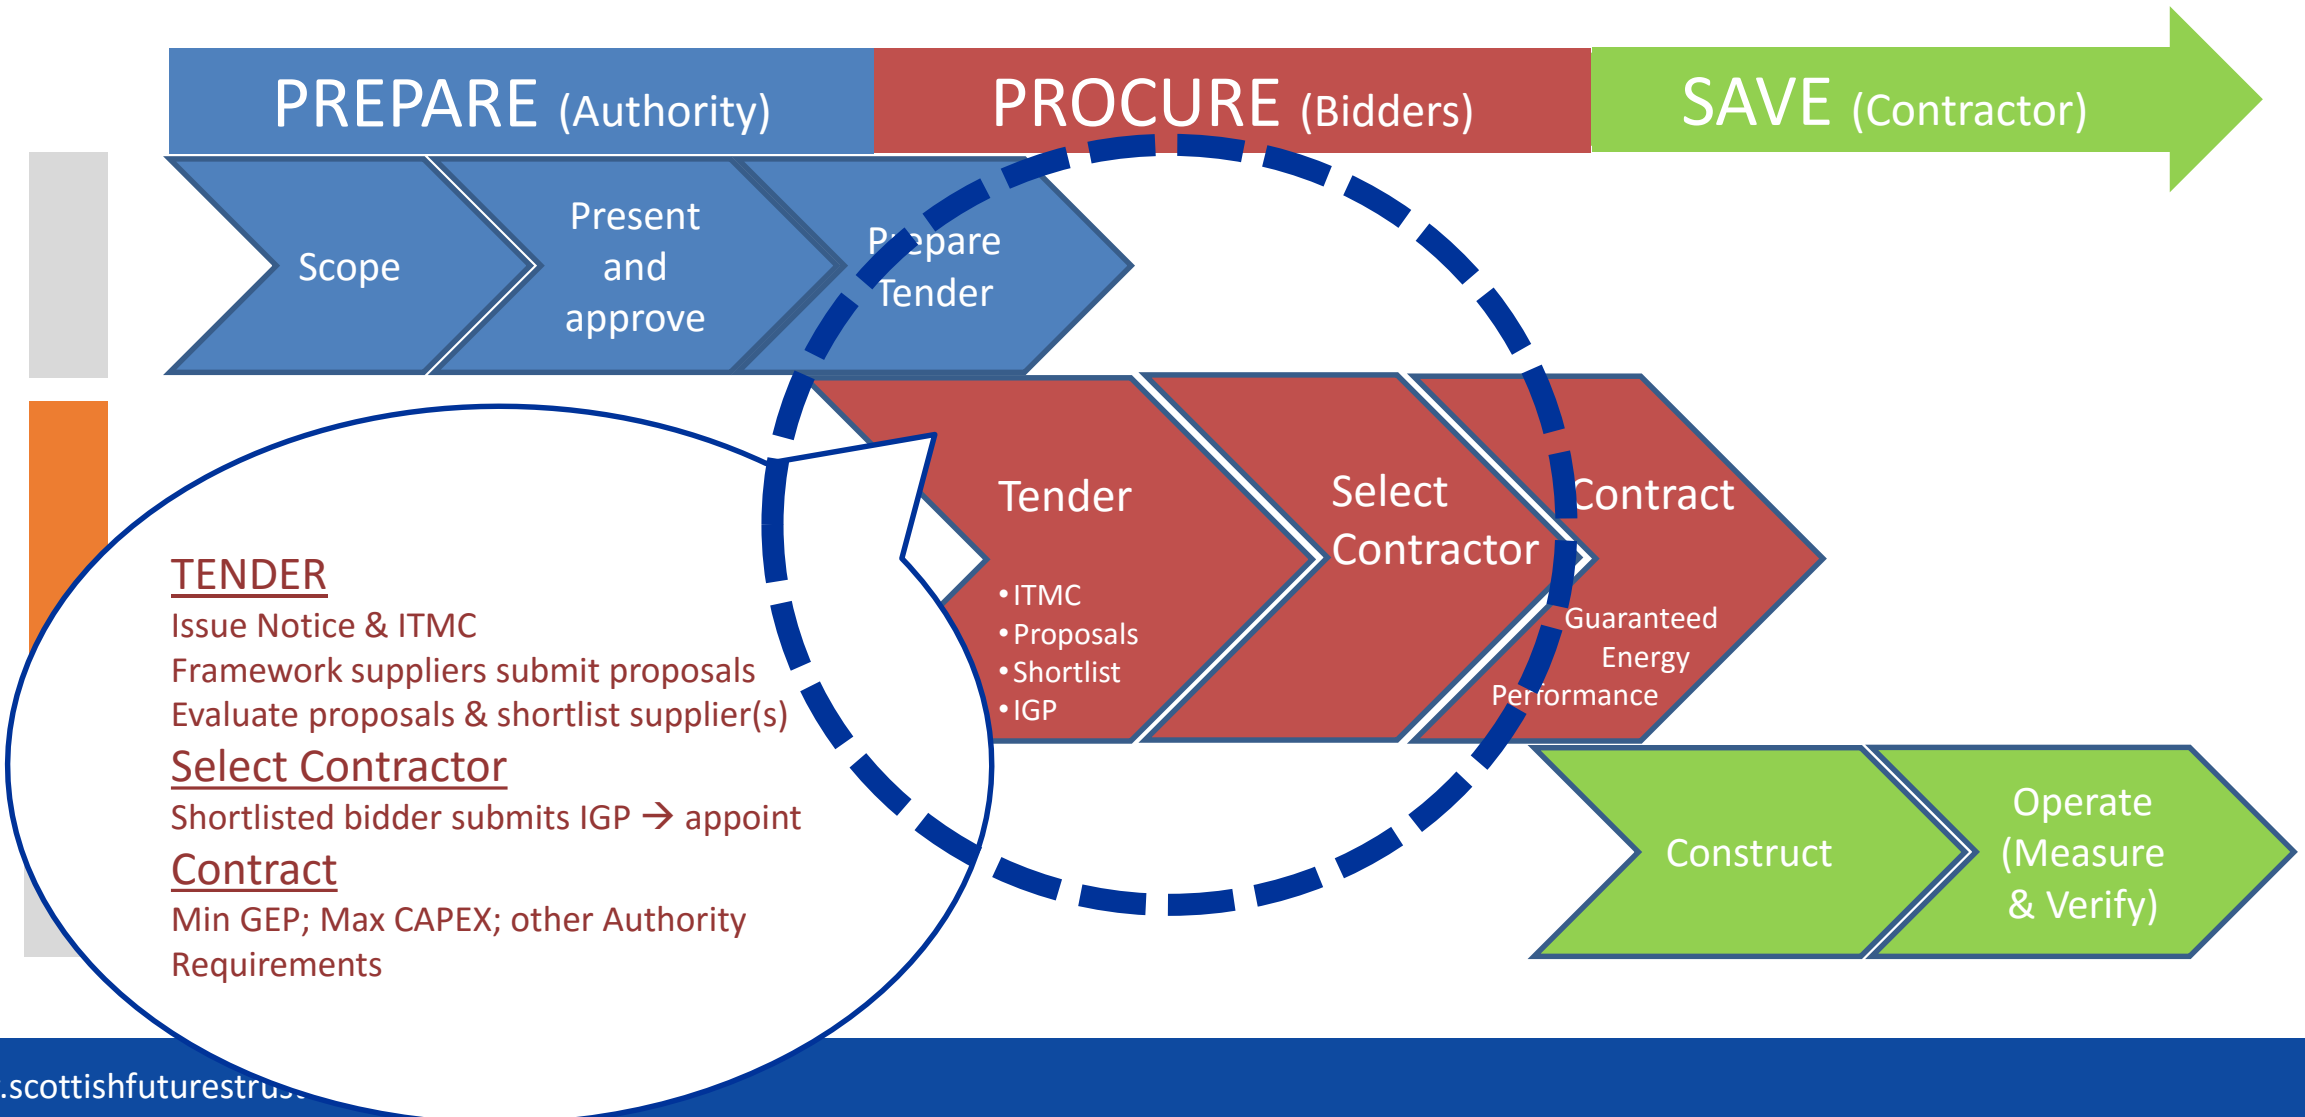 PREPARE (Authority)
PROCURE (Bidders)
SAVE (Contractor)
Scope
Present
and
approve
Prepare
Tender
Tender
• ITMC
• Proposals
• Shortlist
• IGP
Select
Contractor
Contract
Guaranteed
Energy
Performance
TENDER
Issue Notice & ITMC
Framework suppliers submit proposals
Evaluate proposals & shortlist supplier(s)
Select Contractor
Shortlisted bidder submits IGP → appoint
Contract
Min GEP; Max CAPEX; other Authority
Requirements
Construct
Operate
(Measure
& Verify)
.scottishfuturestrust